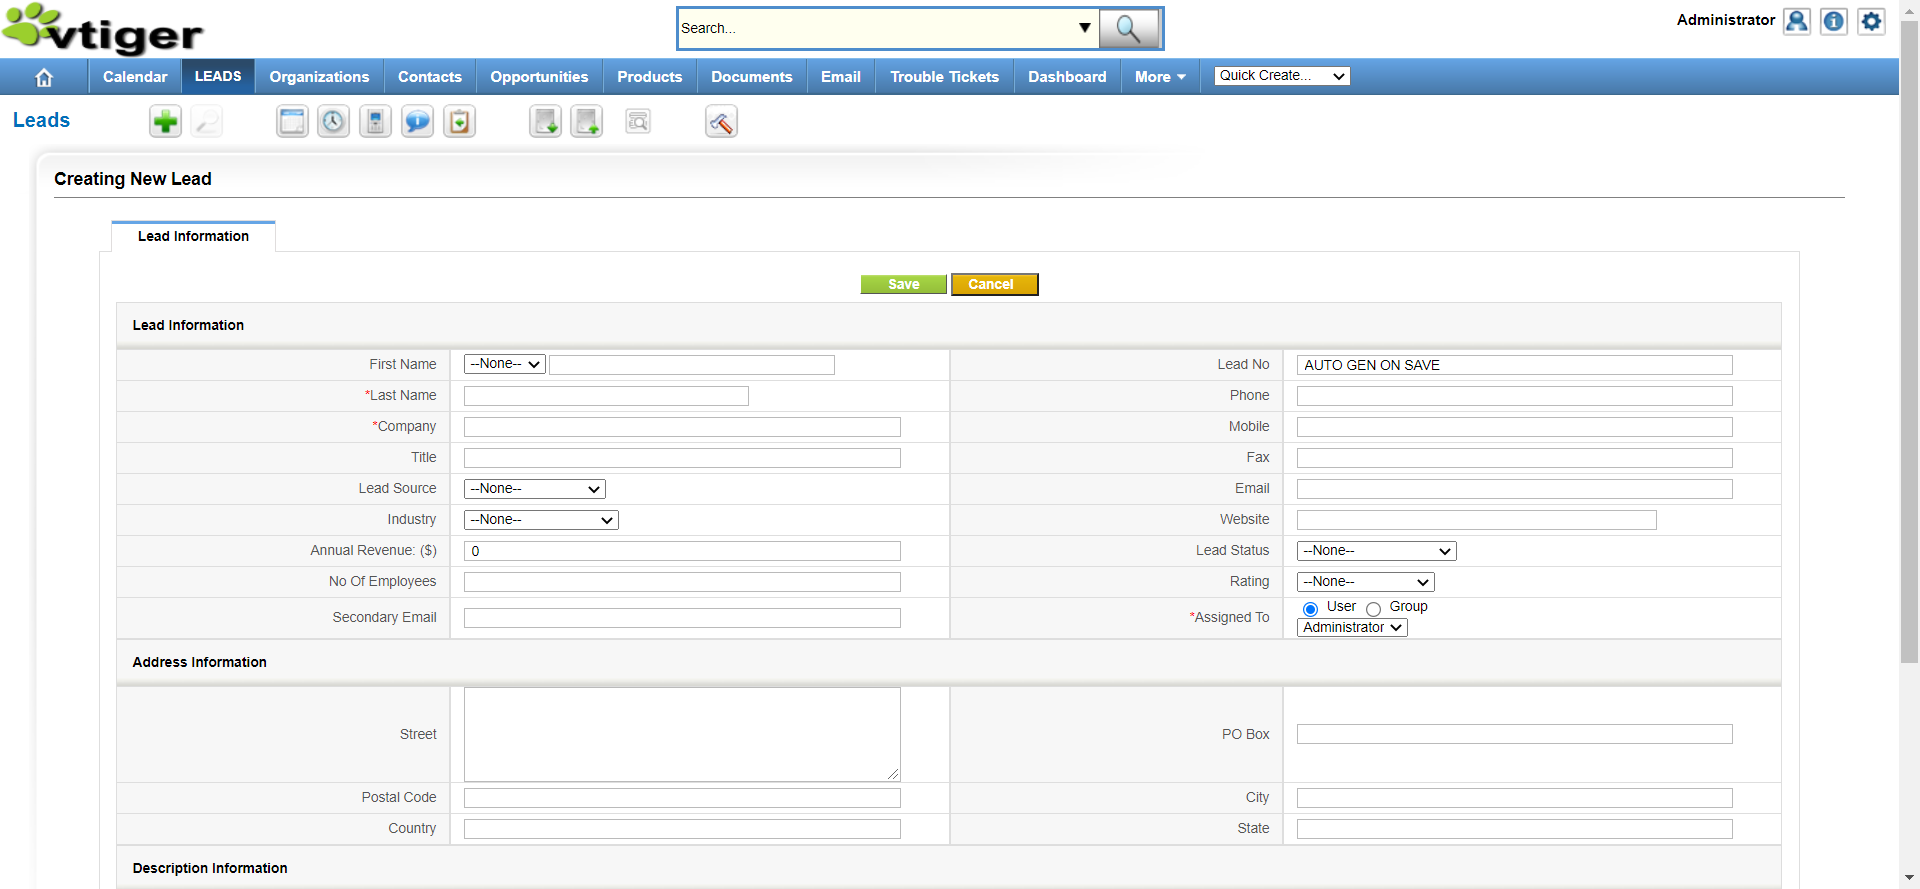 vtiger
Search...
Administrator
Calendar LEADS Organizations Contacts Opportunities Products Documents Email Trouble Tickets Dashboard More Quick Create...
Leads
Creating New Lead
Lead Information
Save Cancel
Lead Information
First Name --None-- Lead No AUTO GEN ON SAVE
*Last Name Phone
*Company Mobile
Title Fax
Lead Source --None-- Email
Industry --None-- Website
Annual Revenue: ($) 0 Lead Status --None--
No Of Employees Rating --None--
Secondary Email *Assigned To User Group
Administrator
Address Information
Street PO Box
Postal Code City
Country State
Description Information